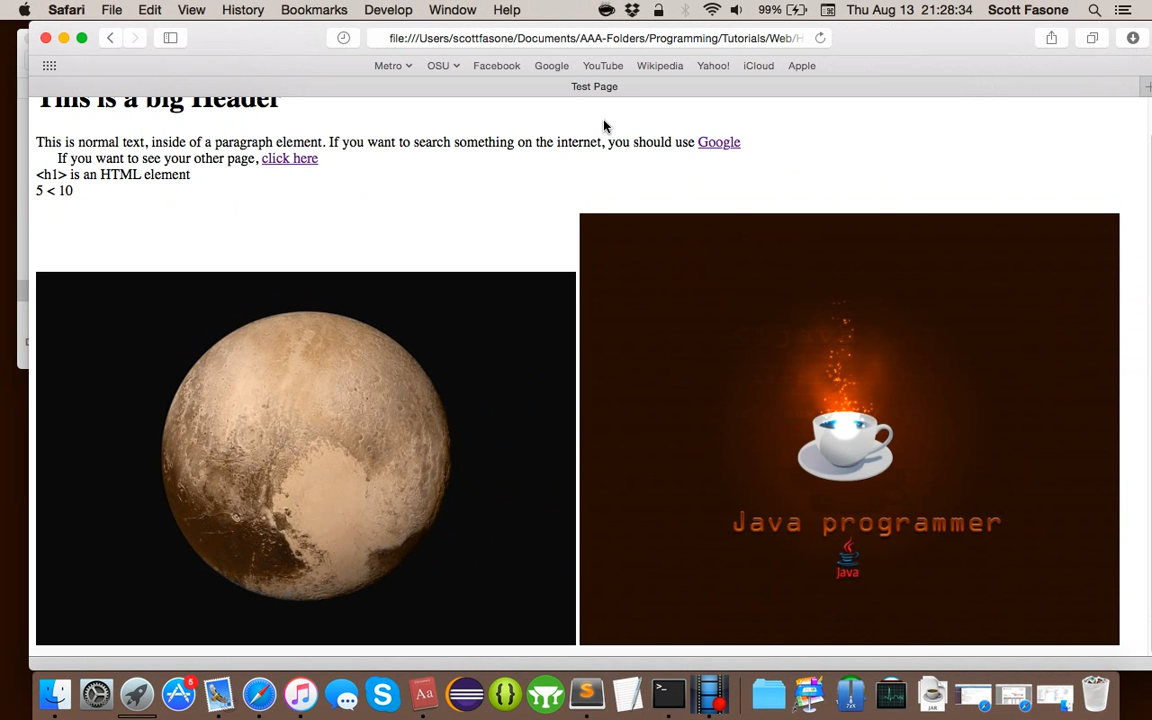 Safari File Edit View History Bookmarks Develop Window Help 99% Thu Aug 13 21:28:34 Scott Fasone
file:///Users/scottfasone/Documents/AAA-Folders/Programming/Tutorials/Web/H
Metro OSU Facebook Google YouTube Wikipedia Yahoo! iCloud Apple
Test Page
This is a big Header
This is normal text, inside of a paragraph element. If you want to search something on the internet, you should use Google
If you want to see your other page, click here
<h1> is an HTML element
5 < 10
Java programmer
Java
5
Aa
JAR